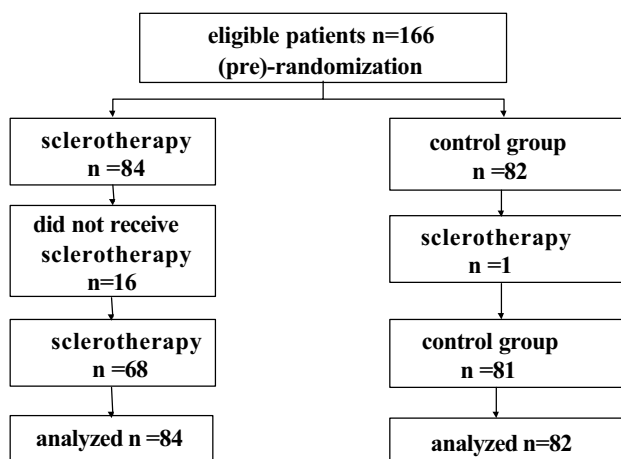 eligible patients n=166
(pre)-randomization
sclerotherapy
n =84
control group
n =82
did not receive
sclerotherapy
n=16
sclerotherapy
n =1
sclerotherapy
n =68
control group
n =81
analyzed n =84
analyzed n=82